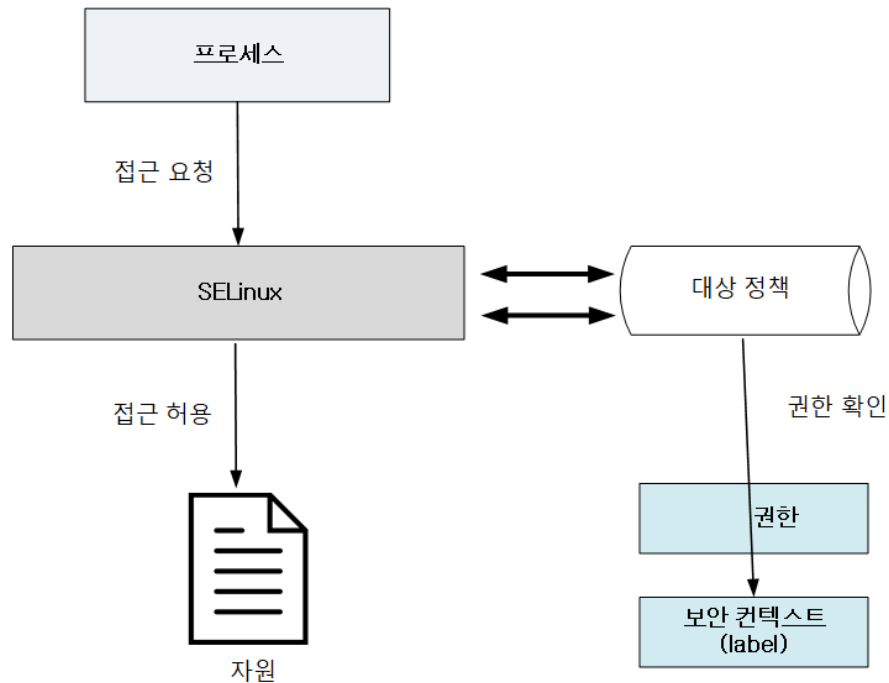 프로세스
접근 요청
SELinux
대상 정책
접근 허용
권한 확인
권한
보안 컨텍스트
(label)
자원